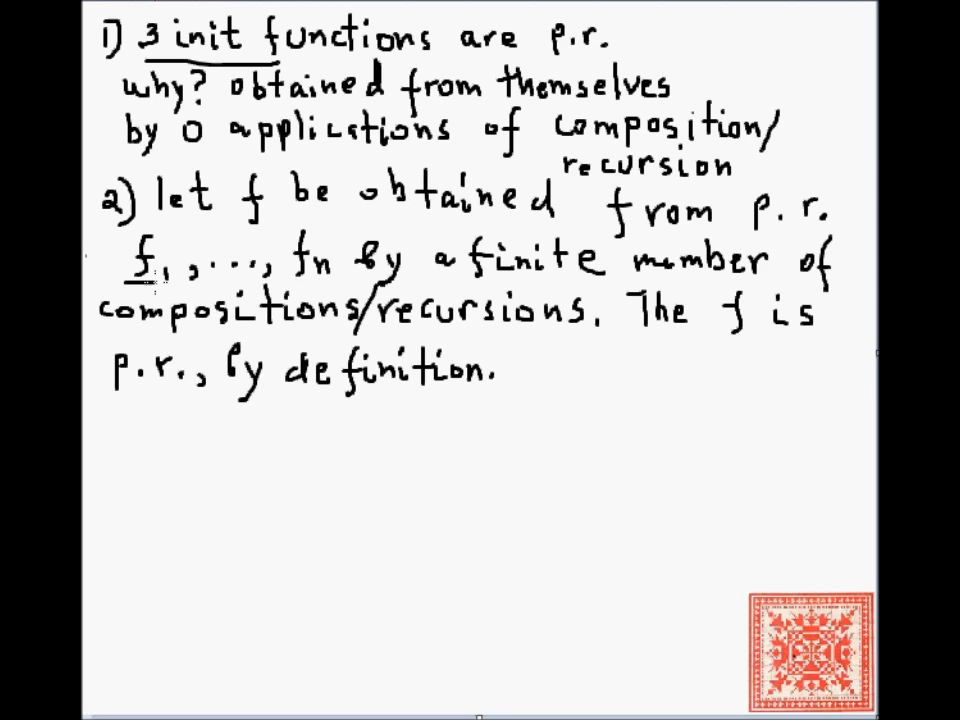 1) 3 init functions are p.r.
why? obtained from themselves
by 0 applications of composition/
recursion
2) let f be obtained from p.r.
f1, ..., fn by a finite number of
compositions/recursions. The f is
p.r., by definition.